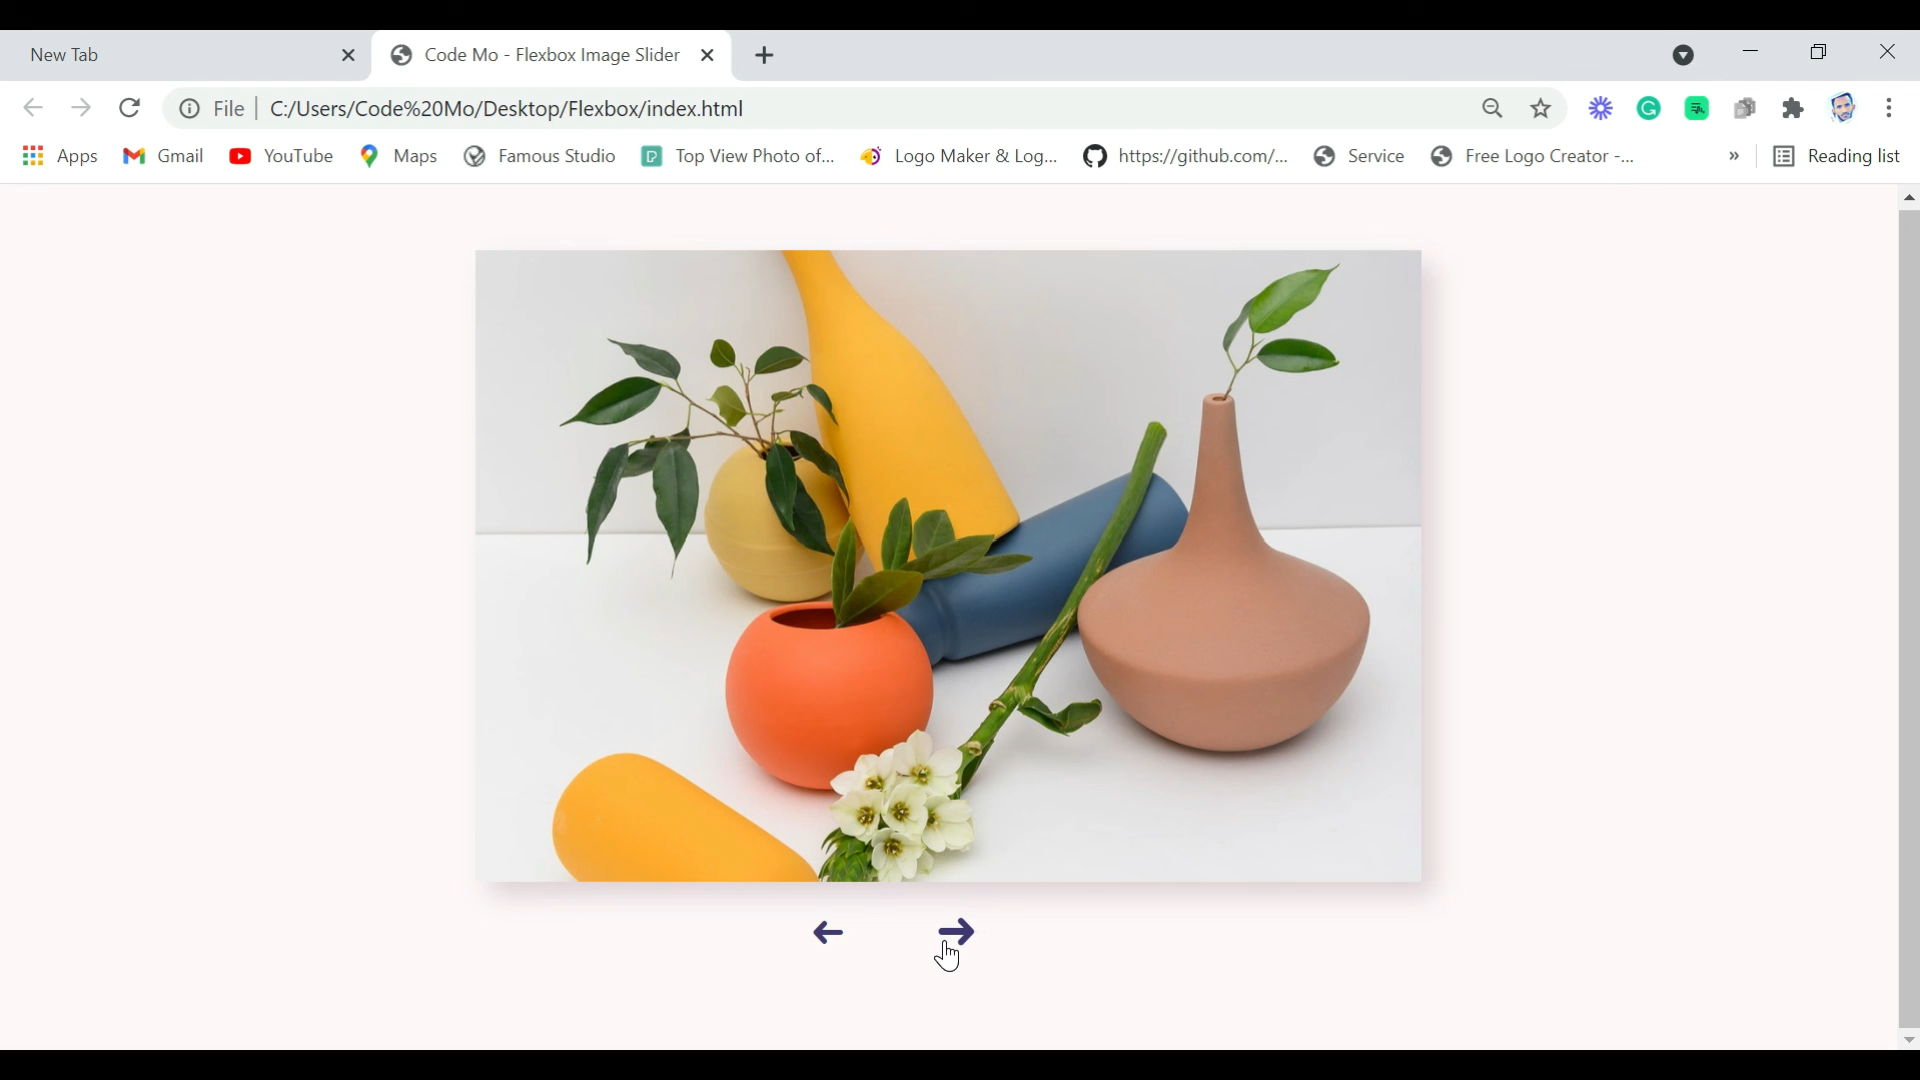 New Tab
Code Mo - Flexbox Image Slider
File
C:/Users/Code%20Mo/Desktop/Flexbox/index.html
Apps
Gmail
YouTube
Maps
Famous Studio
Top View Photo of...
Logo Maker & Log...
https://github.com/...
Service
Free Logo Creator -...
»
Reading list